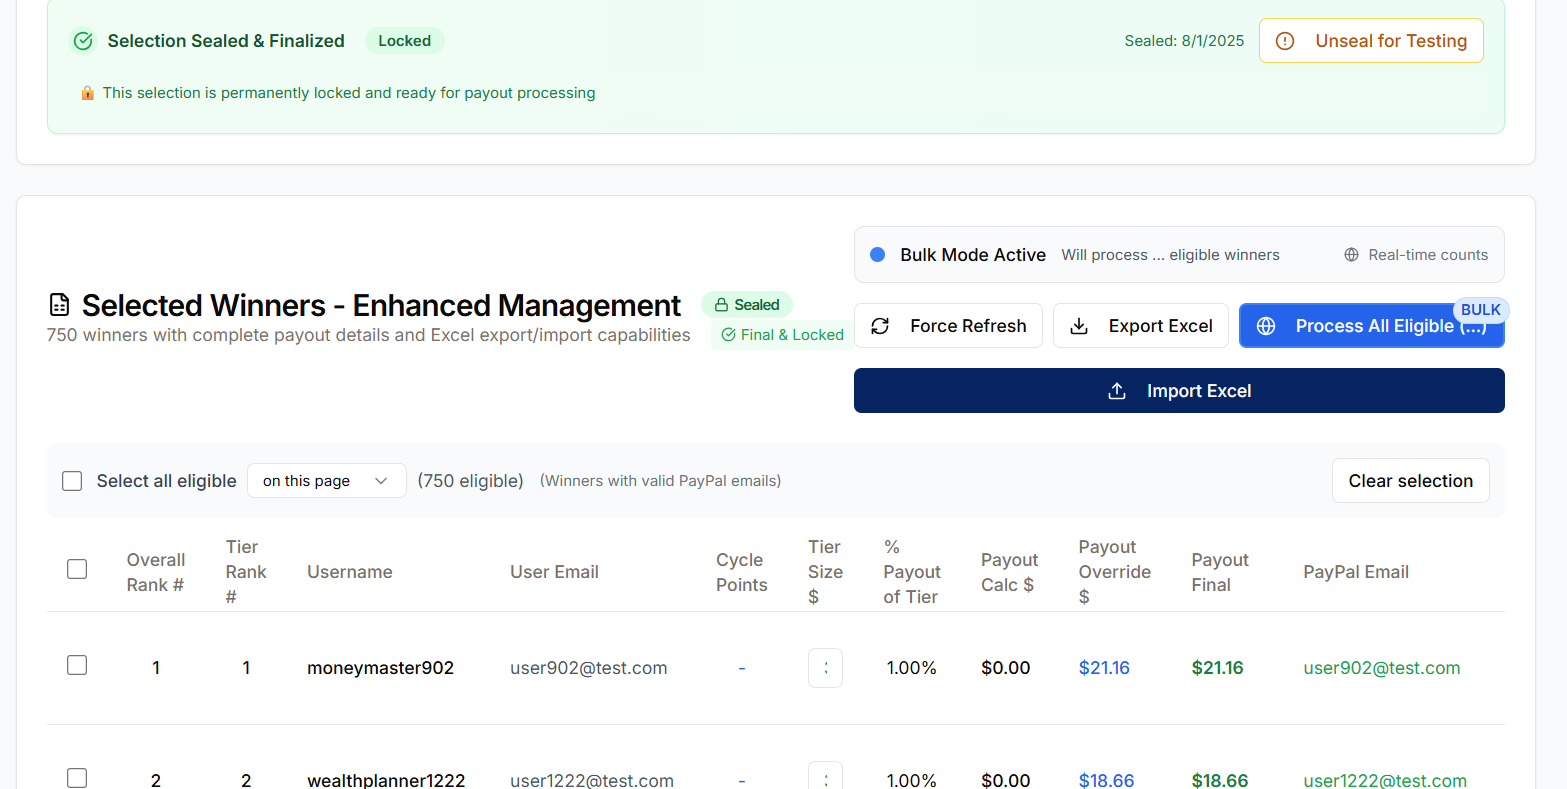 Selection Sealed & Finalized Locked Sealed: 8/1/2025 Unseal for Testing
🔒 This selection is permanently locked and ready for payout processing
Bulk Mode Active Will process ... eligible winners Real-time counts
Selected Winners - Enhanced Management Sealed
750 winners with complete payout details and Excel export/import capabilities Final & Locked
Force Refresh Export Excel Process All Eligible (...) BULK
Import Excel
Select all eligible on this page (750 eligible) (Winners with valid PayPal emails) Clear selection
Overall Rank # Tier Rank # Username User Email Cycle Points Tier Size $ % Payout of Tier Payout Calc $ Payout Override $ Payout Final PayPal Email
1 1 moneymaster902 user902@test.com - 1.00% $0.00 $21.16 $21.16 user902@test.com
2 2 wealthplanner1222 user1222@test.com - 1.00% $0.00 $18.66 $18.66 user1222@test.com